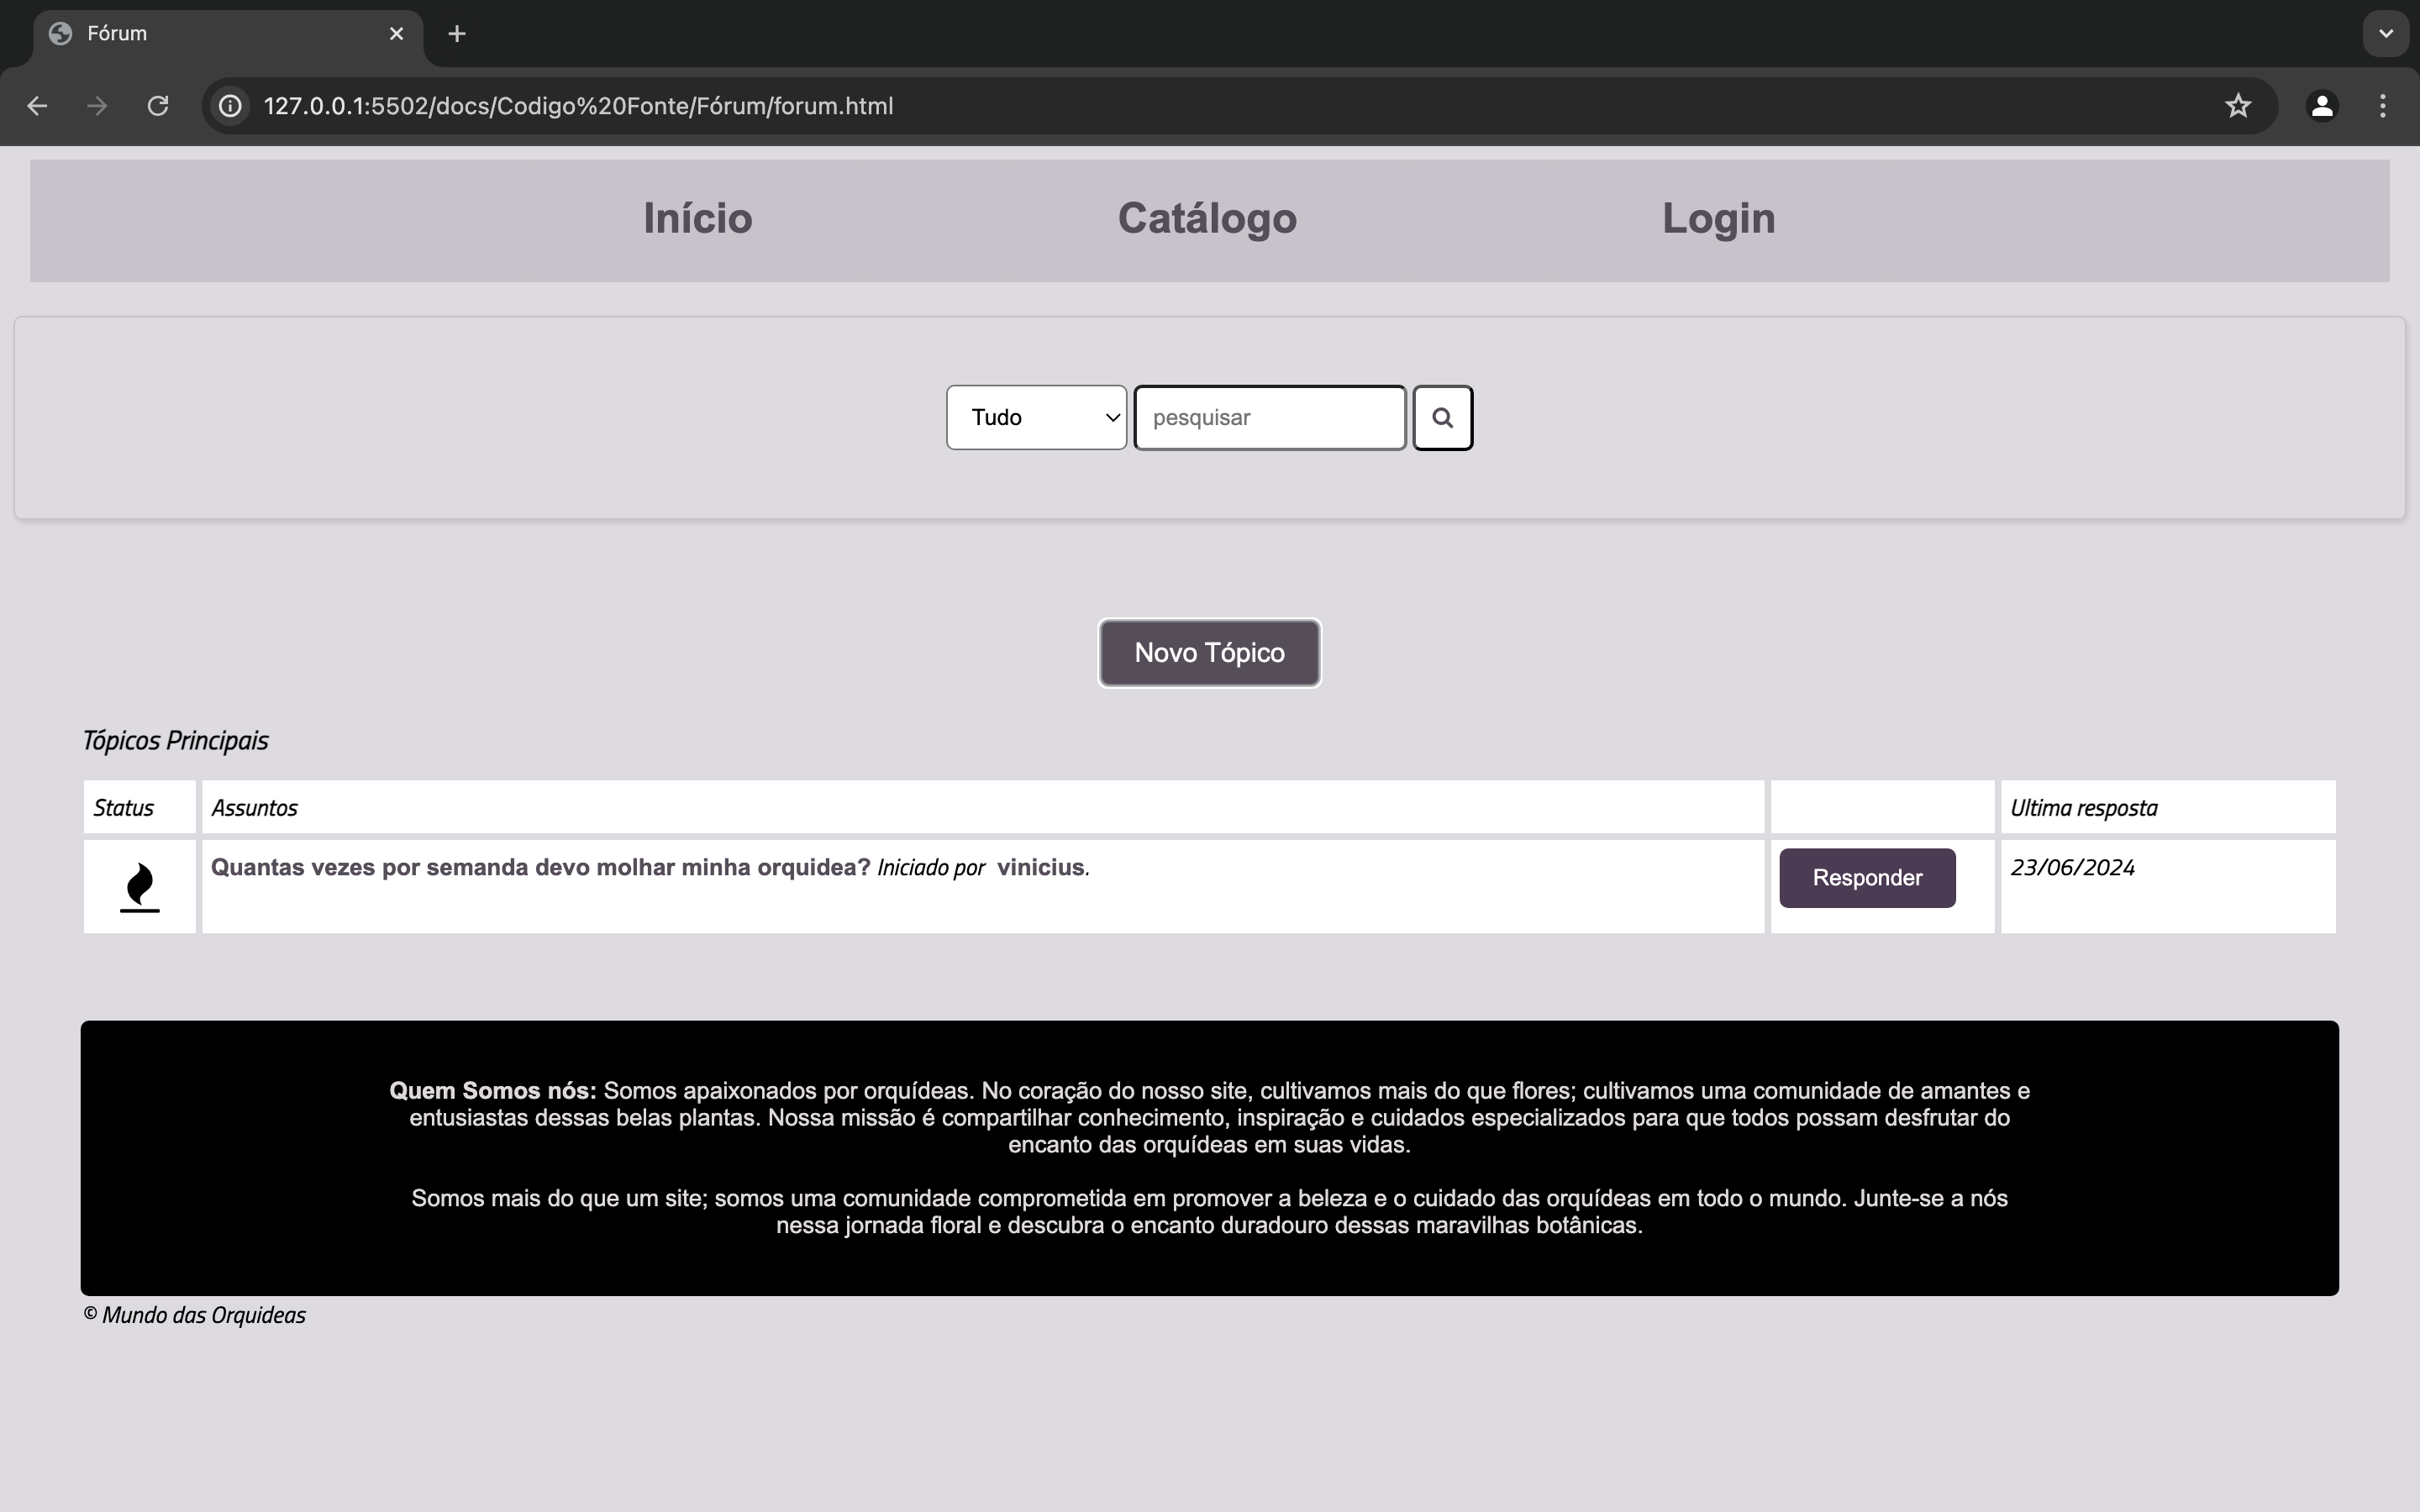 Fórum
127.0.0.1:5502/docs/Codigo%20Fonte/Fórum/forum.html
Início Catálogo Login
Tudo pesquisar
Novo Tópico
Tópicos Principais
Status Assuntos Ultima resposta
Quantas vezes por semanda devo molhar minha orquidea? Iniciado por vinicius. Responder 23/06/2024
Quem Somos nós: Somos apaixonados por orquídeas. No coração do nosso site, cultivamos mais do que flores; cultivamos uma comunidade de amantes e
entusiastas dessas belas plantas. Nossa missão é compartilhar conhecimento, inspiração e cuidados especializados para que todos possam desfrutar do
encanto das orquídeas em suas vidas.
Somos mais do que um site; somos uma comunidade comprometida em promover a beleza e o cuidado das orquídeas em todo o mundo. Junte-se a nós
nessa jornada floral e descubra o encanto duradouro dessas maravilhas botânicas.
© Mundo das Orquideas